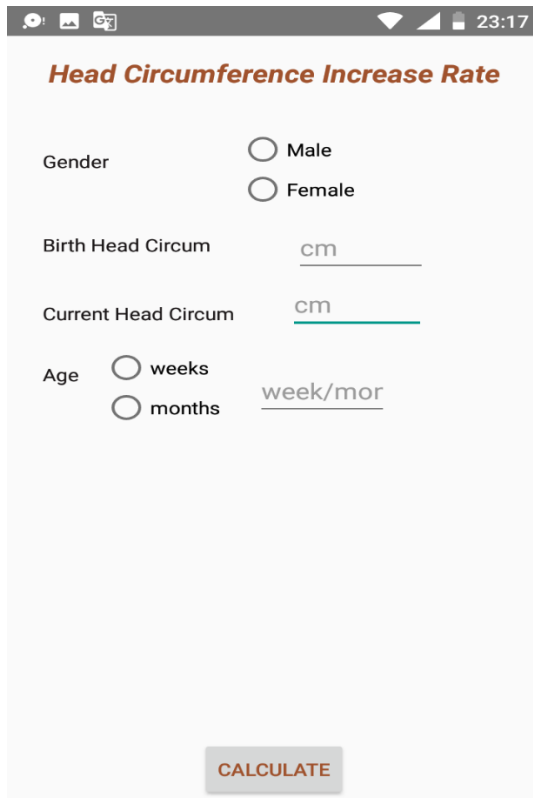 23:17
Head Circumference Increase Rate
Gender
Male
Female
Birth Head Circum
cm
Current Head Circum
cm
Age
weeks
months
week/mor
CALCULATE